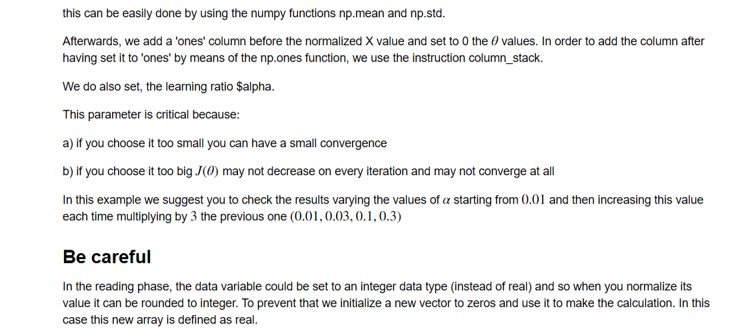 this can be easily done by using the numpy functions np.mean and np.std.
Afterwards, we add a 'ones' column before the normalized X value and set to 0 the θ values. In order to add the column after
having set it to 'ones' by means of the np.ones function, we use the instruction column_stack.
We do also set, the learning ratio $alpha.
This parameter is critical because:
a) if you choose it too small you can have a small convergence
b) if you choose it too big J(θ) may not decrease on every iteration and may not converge at all
In this example we suggest you to check the results varying the values of α starting from 0.01 and then increasing this value
each time multiplying by 3 the previous one (0.01, 0.03, 0.1, 0.3)
Be careful
In the reading phase, the data variable could be set to an integer data type (instead of real) and so when you normalize its
value it can be rounded to integer. To prevent that we initialize a new vector to zeros and use it to make the calculation. In this
case this new array is defined as real.